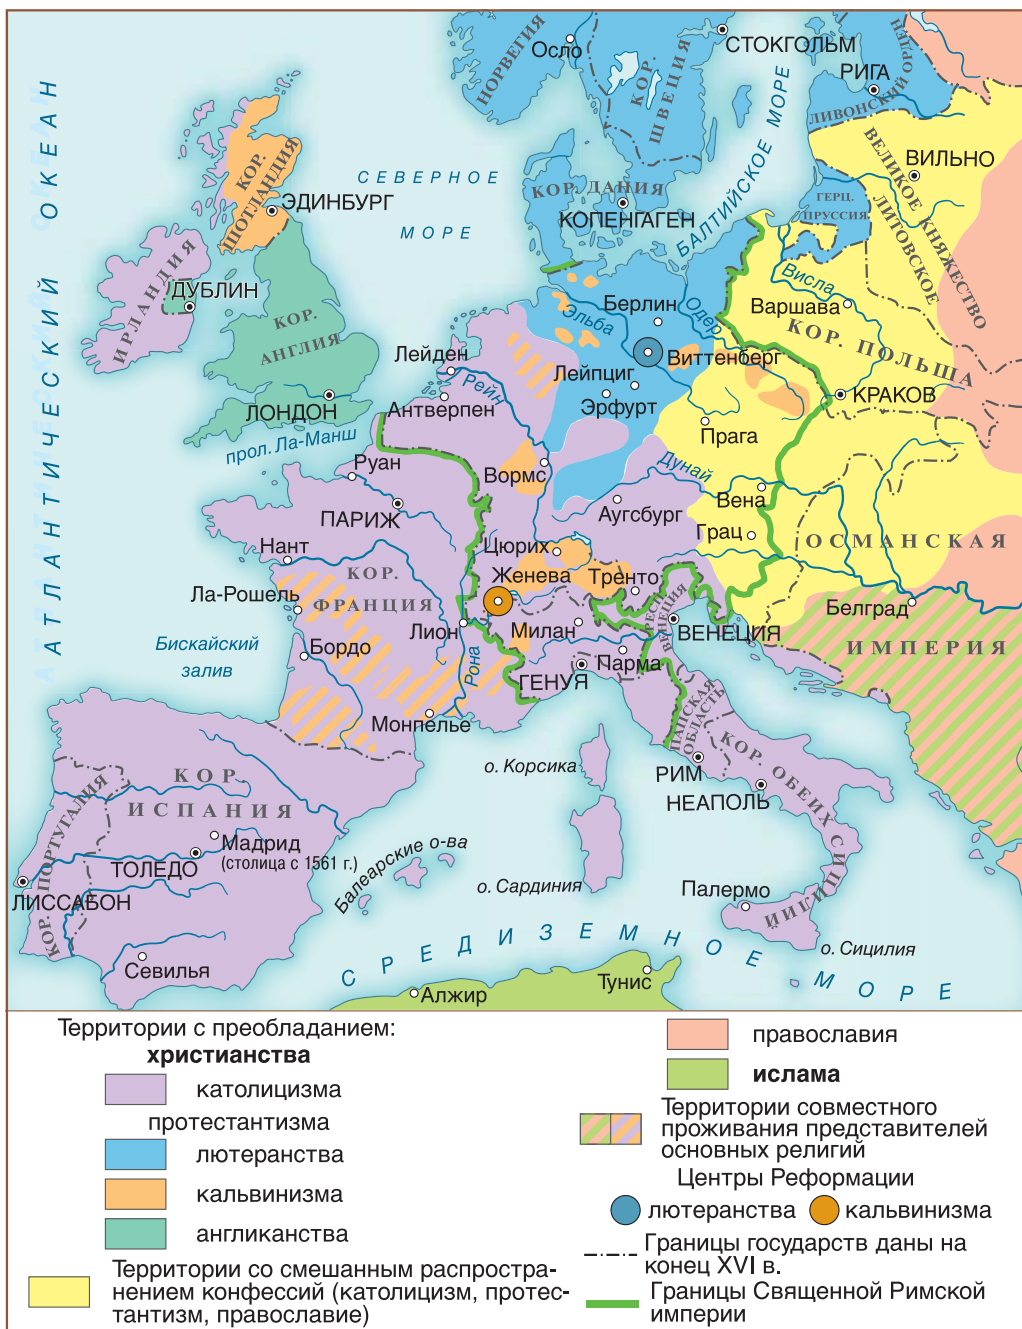 АТЛАНТИЧЕСКИЙ ОКЕАН
НОРВЕГИЯ
Осло
КОР.
ШВЕЦИЯ
СТОКГОЛЬМ
БАЛТИЙСКОЕ МОРЕ
РИГА
ЛИВОНСКИЙ
ОРДЕН
КОР.
ШОТЛАНДИЯ
ЭДИНБУРГ
СЕВЕРНОЕ
МОРЕ
КОР. ДАНИЯ
КОПЕНГАГЕН
ГЕРЦ.
ПРУССИЯ
ВИЛЬНО
ВЕЛИКОЕ КНЯЖЕСТВО
ЛИТОВСКОЕ
ИРЛАНДИЯ
ДУБЛИН
КОР.
АНГЛИЯ
ЛОНДОН
прол. Ла-Манш
Берлин
Эльба
Одер
Висла
Варшава
КОР. ПОЛЬША
Виттенберг
Лейпциг
Эрфурт
КРАКОВ
Лейден
Рейн
Антверпен
Прага
Руан
Вормс
Дунай
ПАРИЖ
Аугсбург
Вена
Грац
ОСМАНСКАЯ
ИМПЕРИЯ
Нант
Цюрих
Женева
Тренто
Белград
КОР.
ФРАНЦИЯ
Ла-Рошель
Лион
Милан
РЕСП.
ВЕНЕЦИЯ
ВЕНЕЦИЯ
Бискайский
залив
Бордо
Рона
Парма
ГЕНУЯ
Монпелье
ПАПСКАЯ
ОБЛАСТЬ
о. Корсика
РИМ
НЕАПОЛЬ
КОР. ОБЕИХ СИЦИЛИЙ
КОР.
ИСПАНИЯ
КОР. ПОРТУГАЛИЯ
Мадрид
(столица с 1561 г.)
ТОЛЕДО
ЛИССАБОН
Балеарские о-ва
о. Сардиния
Палермо
Севилья
СРЕДИЗЕМНОЕ МОРЕ
о. Сицилия
Алжир
Тунис
Территории с преобладанием:
христианства
католицизма
протестантизма
лютеранства
кальвинизма
англиканства
Территории со смешанным распростра-
нением конфессий (католицизм, протес-
тантизм, православие)
православия
ислама
Территории совместного
проживания представителей
основных религий
Центры Реформации
лютеранства
кальвинизма
Границы государств даны на
конец XVI в.
Границы Священной Римской
империи